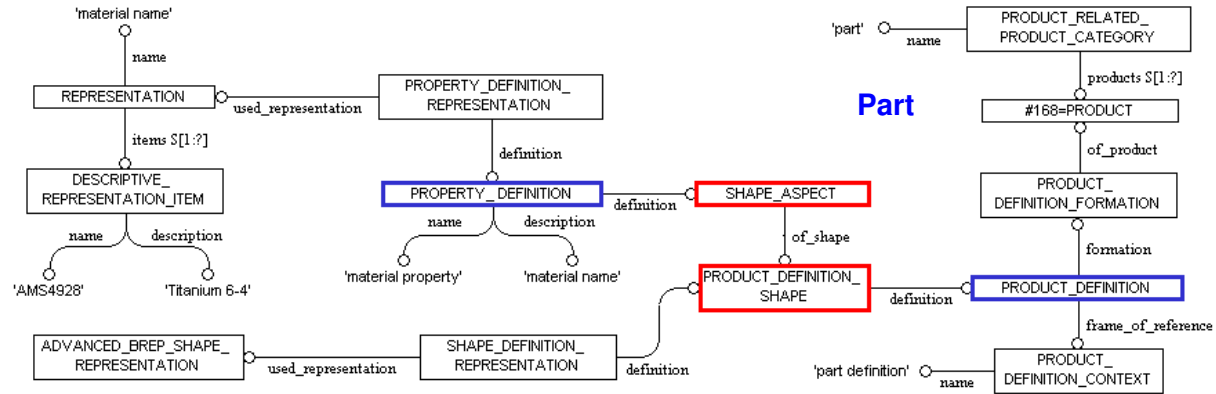 'material name'
name
REPRESENTATION
used_representation
PROPERTY_DEFINITION_
REPRESENTATION
items S[1:?]
definition
DESCRIPTIVE_
REPRESENTATION_ITEM
name
description
'AMS4928'
'Titanium 6-4'
PROPERTY_DEFINITION
name
description
'material property'
'material name'
definition
SHAPE_ASPECT
of_shape
PRODUCT_DEFINITION_
SHAPE
definition
ADVANCED_BREP_SHAPE_
REPRESENTATION
used_representation
SHAPE_DEFINITION_
REPRESENTATION
definition
Part
'part'
name
PRODUCT_RELATED_
PRODUCT_CATEGORY
products S[1:?]
#168=PRODUCT
of_product
PRODUCT_
DEFINITION_FORMATION
formation
PRODUCT_DEFINITION
frame_of_reference
'part definition'
name
PRODUCT_
DEFINITION_CONTEXT